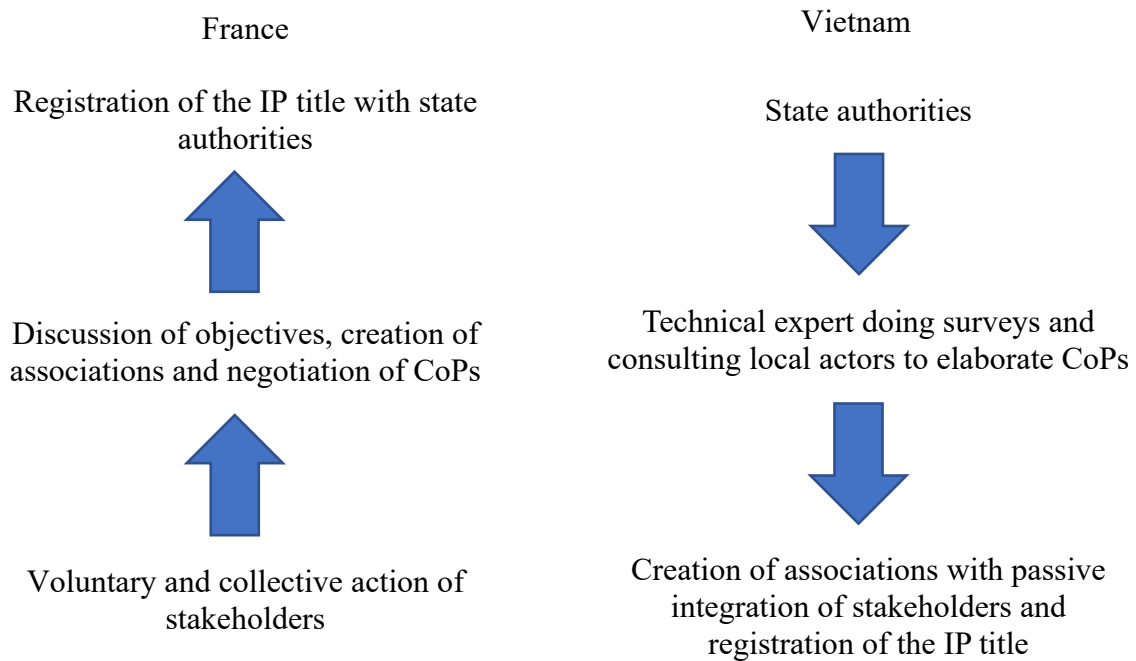 France
Registration of the IP title with state
authorities
Discussion of objectives, creation of
associations and negotiation of CoPs
Voluntary and collective action of
stakeholders
Vietnam
State authorities
Technical expert doing surveys and
consulting local actors to elaborate CoPs
Creation of associations with passive
integration of stakeholders and
registration of the IP title